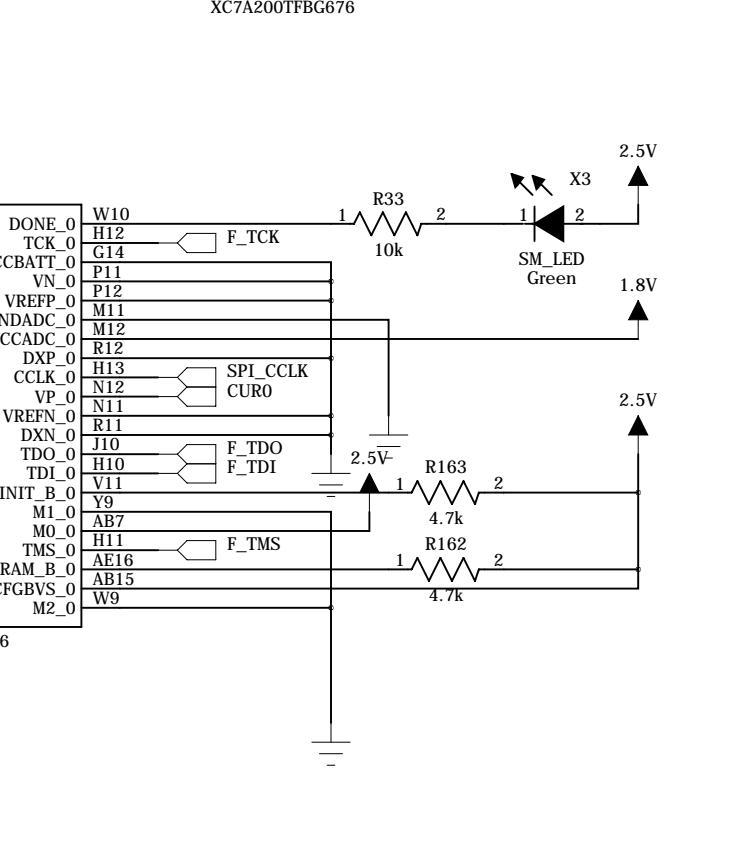 XC7A200TFBG676
2.5V
X3
R33
1 2
10k
1 2
SM_LED
Green
DONE_0 W10
TCK_0 H12 F_TCK
CCBATT_0 G14
VN_0 P11
VREFP_0 P12
1.8V
NDADC_0 M11
CCADC_0 M12
DXP_0 R12
CCLK_0 H13 SPI_CCLK
VP_0 N12 CUR0
2.5V
VREFN_0 N11
DXN_0 R11
TDO_0 J10 F_TDO
2.5V
TDI_0 H10 F_TDI
R163
INIT_B_0 V11 1 2
4.7k
M1_0 Y9
M0_0 AB7
TMS_0 H11 F_TMS
R162
RAM_B_0 AE16 1 2
4.7k
CFGBVS_0 AB15
M2_0 W9
6